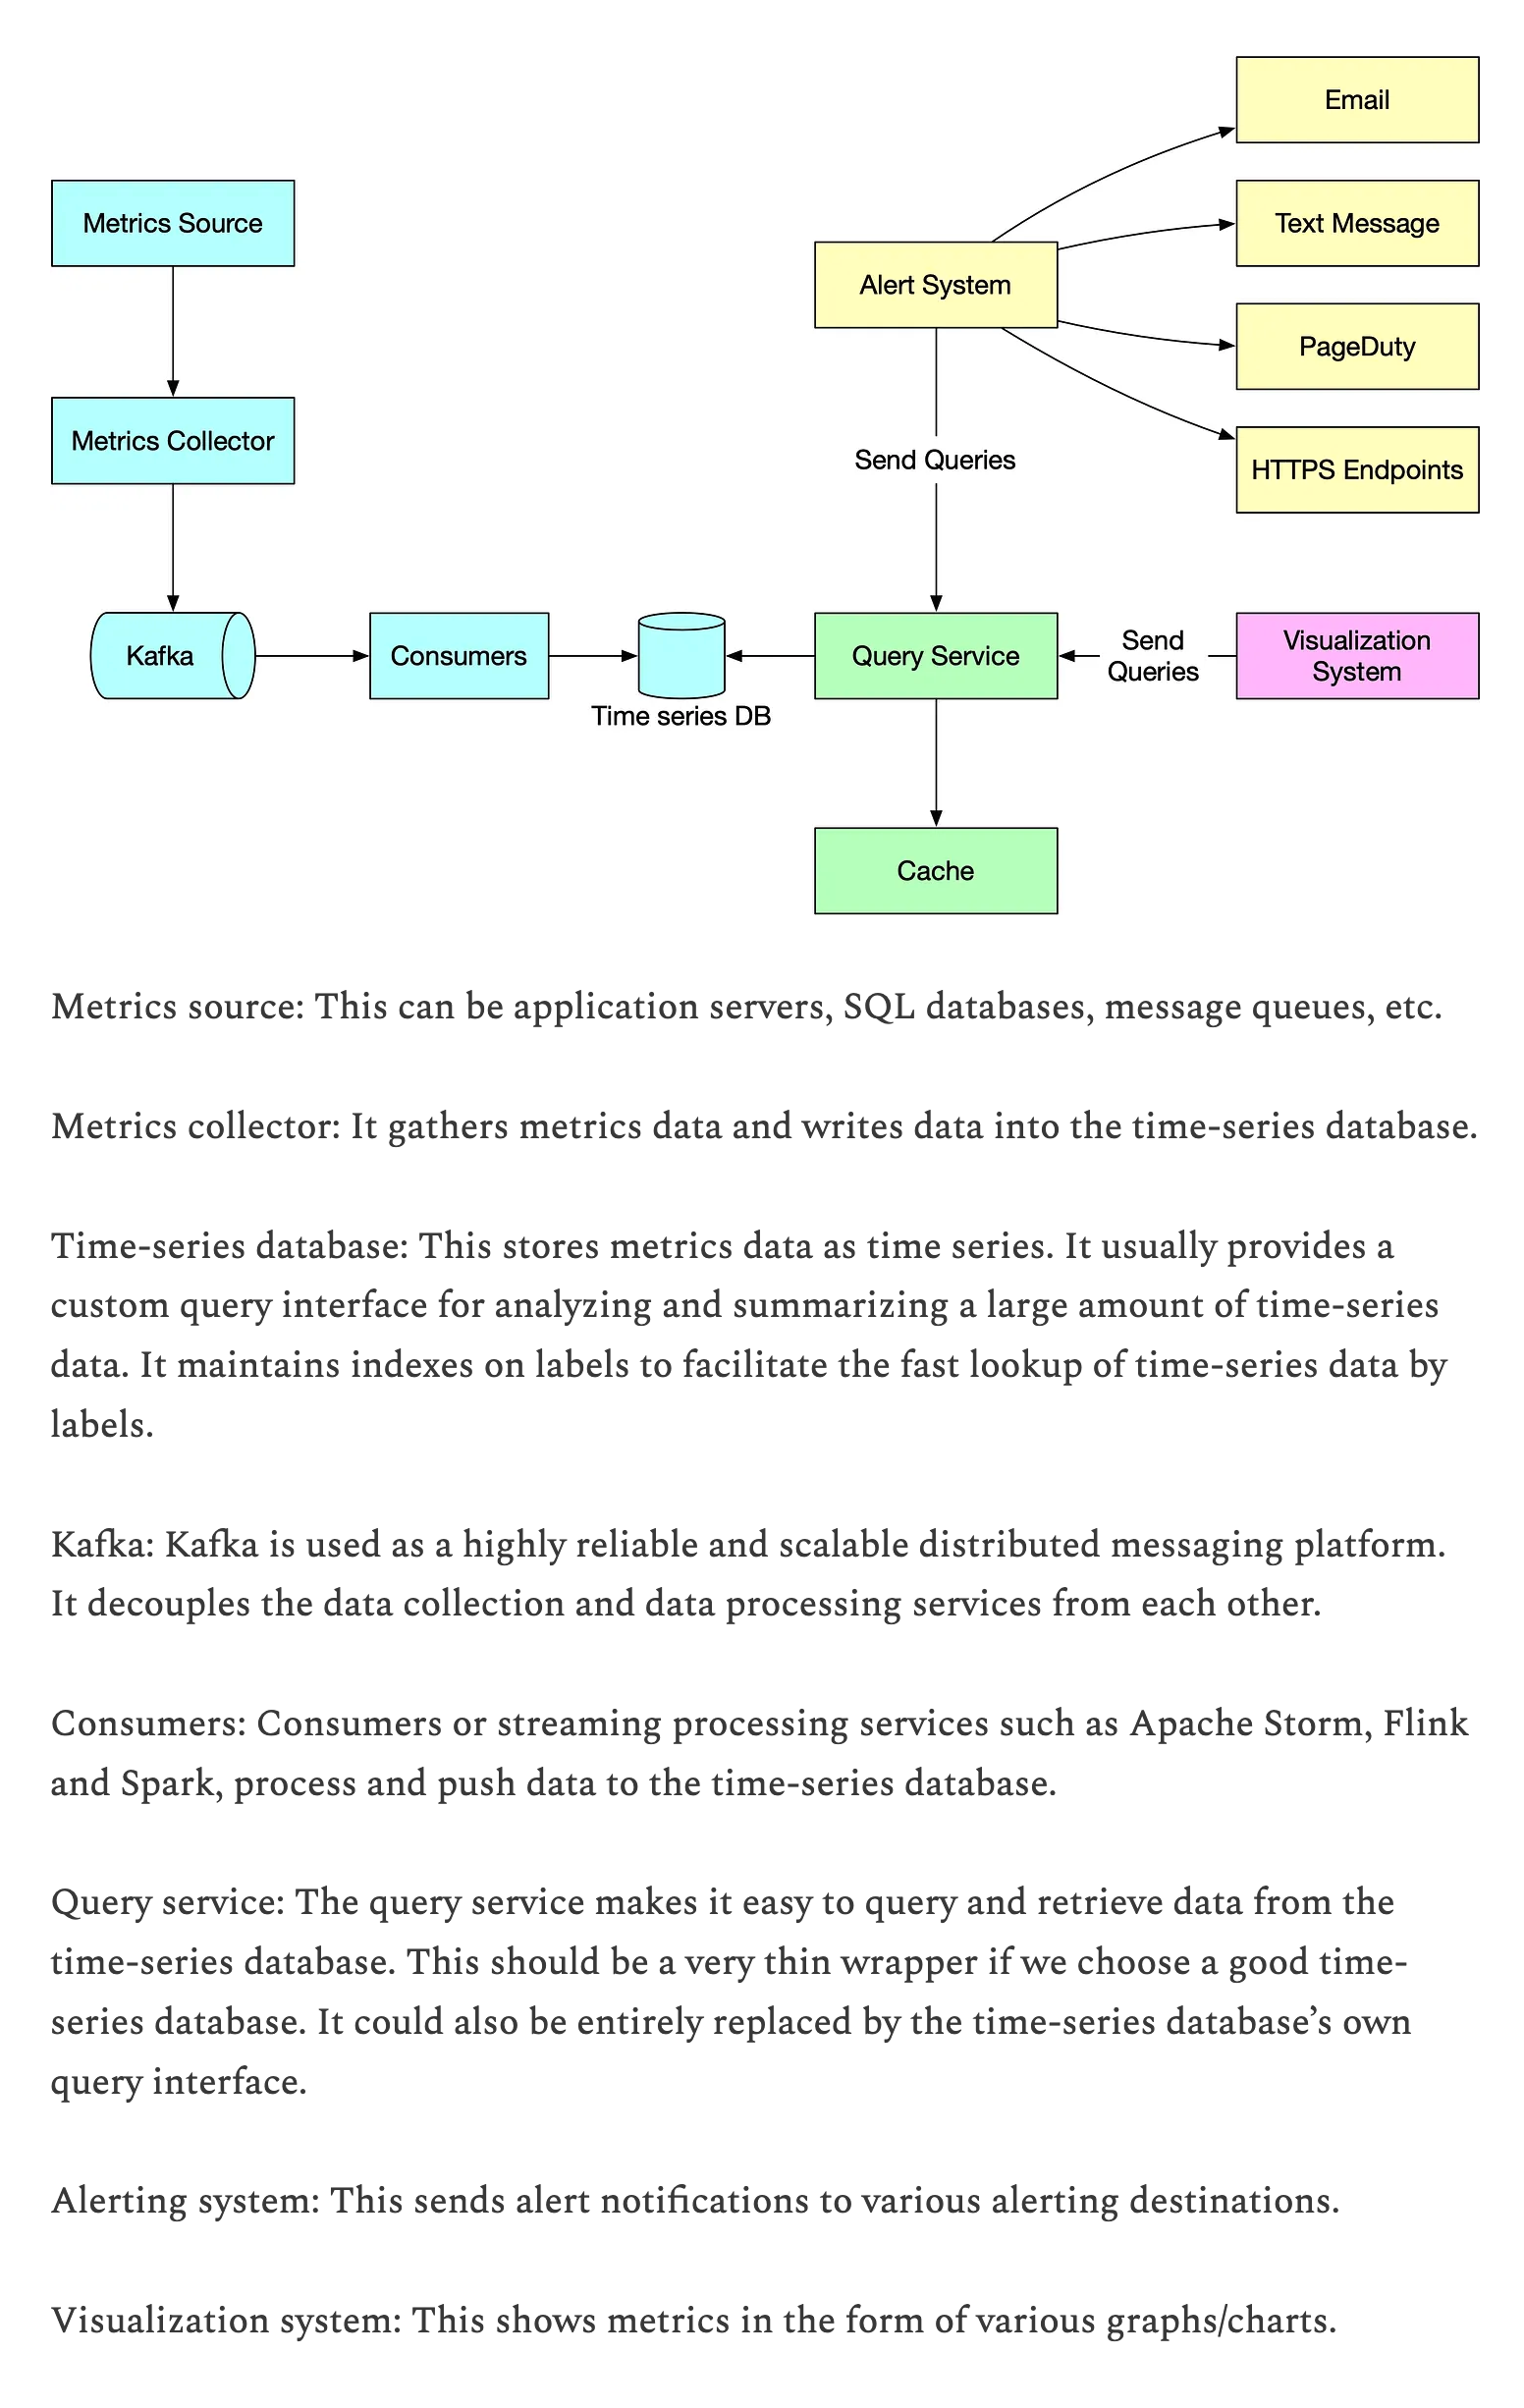 Email
Metrics Source
Text Message
Alert System
PageDuty
Metrics Collector
Send Queries
HTTPS Endpoints
Kafka
Consumers
Time series DB
Query Service
Send
Queries
Visualization
System
Cache
Metrics source: This can be application servers, SQL databases, message queues, etc.
Metrics collector: It gathers metrics data and writes data into the time-series database.
Time-series database: This stores metrics data as time series. It usually provides a
custom query interface for analyzing and summarizing a large amount of time-series
data. It maintains indexes on labels to facilitate the fast lookup of time-series data by
labels.
Kafka: Kafka is used as a highly reliable and scalable distributed messaging platform.
It decouples the data collection and data processing services from each other.
Consumers: Consumers or streaming processing services such as Apache Storm, Flink
and Spark, process and push data to the time-series database.
Query service: The query service makes it easy to query and retrieve data from the
time-series database. This should be a very thin wrapper if we choose a good time-
series database. It could also be entirely replaced by the time-series database’s own
query interface.
Alerting system: This sends alert notifications to various alerting destinations.
Visualization system: This shows metrics in the form of various graphs/charts.